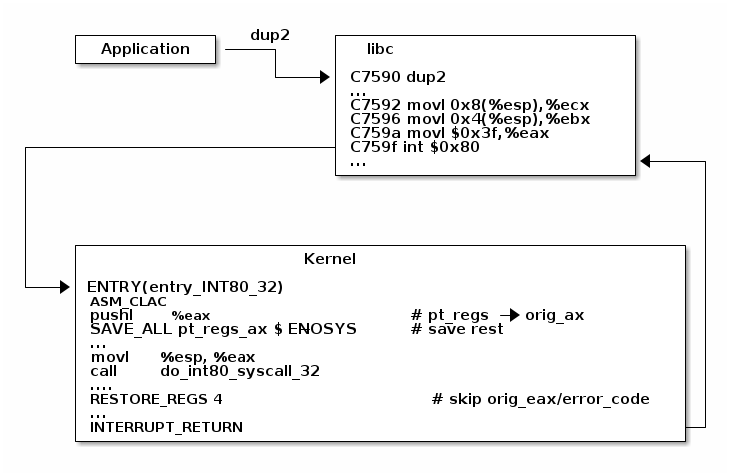 dup2
Application
libc
C7590 dup2
...
C7592 movl 0x8(%esp),%ecx
C7596 movl 0x4(%esp),%ebx
C759a movl $0x3f,%eax
C759f int $0x80
...
Kernel
ENTRY(entry_INT80_32)
ASM_CLAC
pushl %eax # pt_regs → orig_ax
SAVE_ALL pt_regs_ax $ ENOSYS # save rest
...
movl %esp, %eax
call do_int80_syscall_32
....
RESTORE_REGS 4 # skip orig_eax/error_code
...
INTERRUPT_RETURN